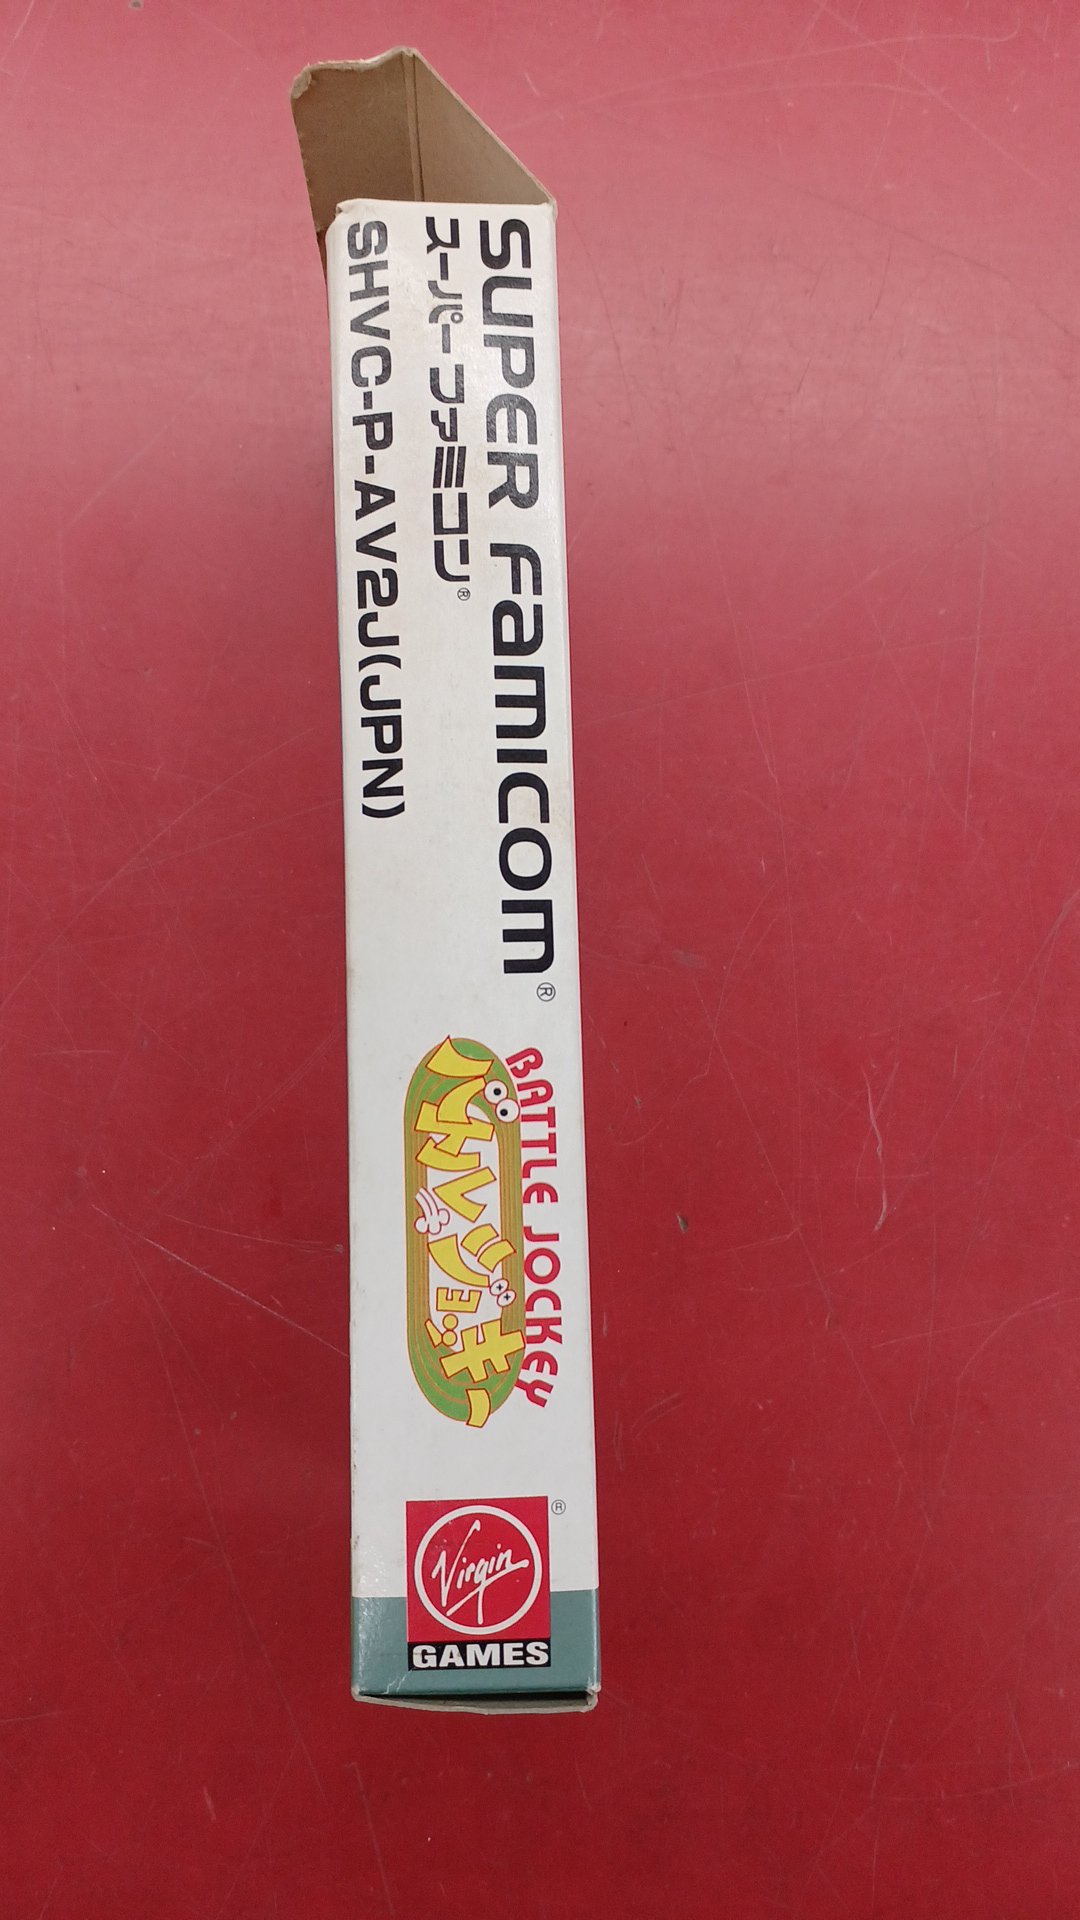 SUPER FAMICOM®
スーパーファミコン®
SHVC-P-AV2J(JPN)
BATTLE JOCKEY
バトルジョッキー
Virgin®
GAMES